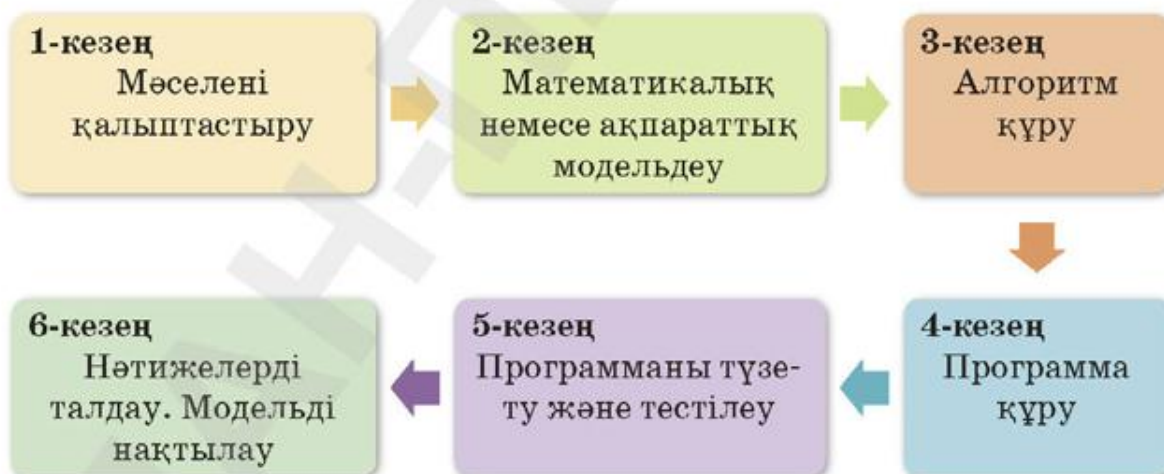 1-кезең
Мәселені
қалыптастыру
2-кезең
Математикалық
немесе ақпараттық
модельдеу
3-кезең
Алгоритм
құру
4-кезең
Программа
құру
5-кезең
Программаны түзе-
ту және тестілеу
6-кезең
Нәтижелерді
талдау. Модельді
нақтылау